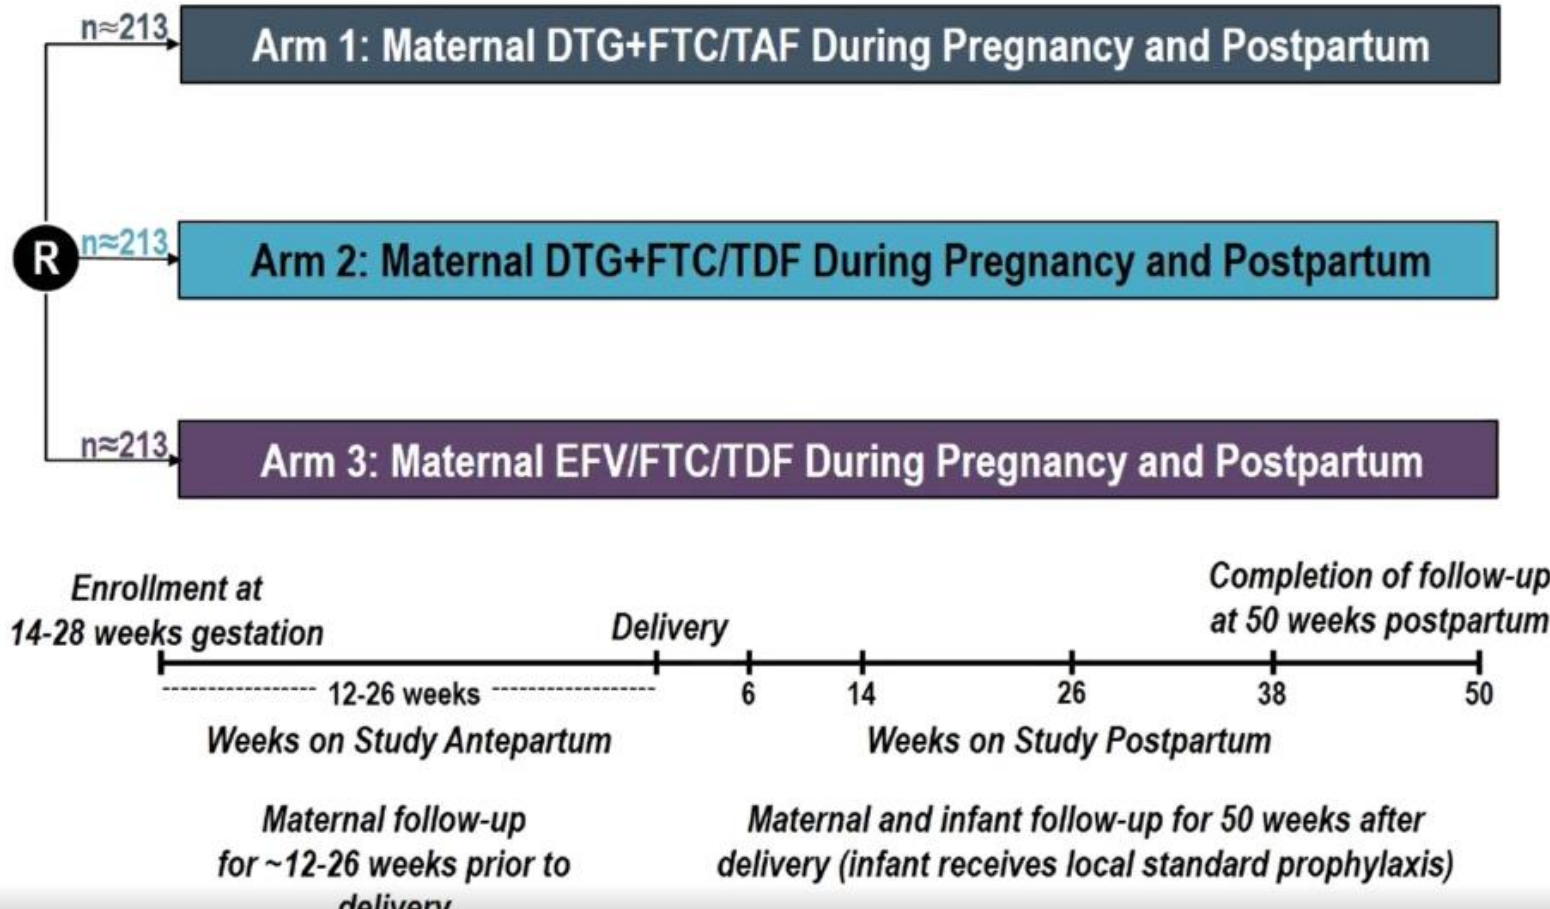 n≈213
Arm 1: Maternal DTG+FTC/TAF During Pregnancy and Postpartum
R
n≈213
Arm 2: Maternal DTG+FTC/TDF During Pregnancy and Postpartum
n≈213
Arm 3: Maternal EFV/FTC/TDF During Pregnancy and Postpartum
Enrollment at
14-28 weeks gestation
Delivery
Completion of follow-up
at 50 weeks postpartum
12-26 weeks
6
14
26
38
50
Weeks on Study Antepartum
Weeks on Study Postpartum
Maternal follow-up
for ~12-26 weeks prior to
delivery
Maternal and infant follow-up for 50 weeks after
delivery (infant receives local standard prophylaxis)